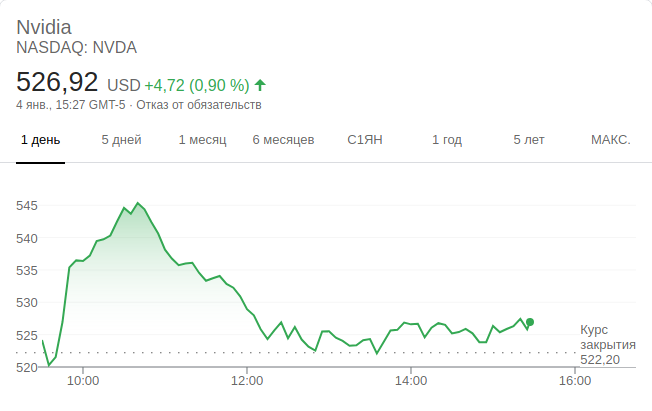 Nvidia
NASDAQ: NVDA
526,92 USD +4,72 (0,90 %)
4 янв., 15:27 GMT-5 · Отказ от обязательств
1 день 5 дней 1 месяц 6 месяцев С1ЯН 1 год 5 лет МАКС.
545
540
535
530
525
520
Курс
закрытия
522,20
10:00 12:00 14:00 16:00